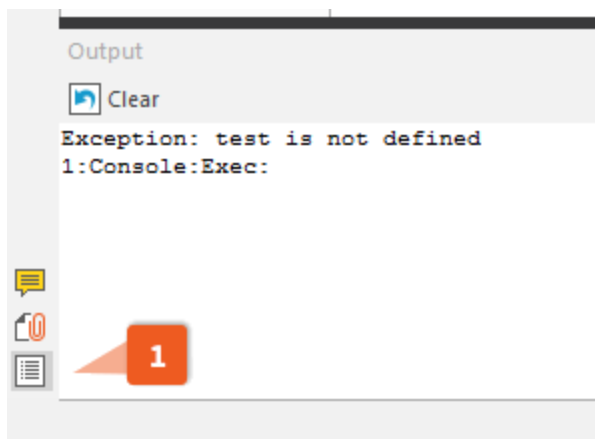 Output
Clear
Exception: test is not defined
1:Console:Exec:
1